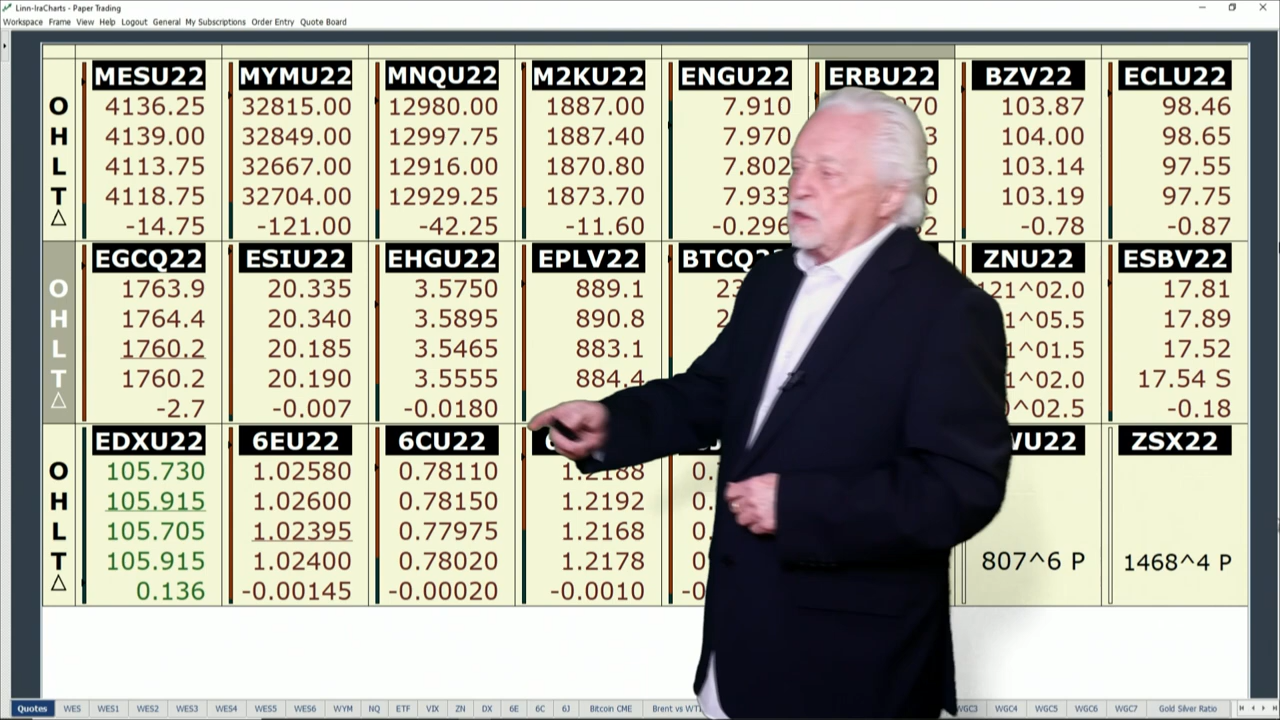 Linn-IraCharts - Paper Trading
Workspace Frame View Help Logout General My Subscriptions Order Entry Quote Board
MESU22 MYMU22 MNQU22 M2KU22 ENGU22 ERBU22 BZV22 ECLU22
O 4136.25 32815.00 12980.00 1887.00 7.910 103.87 98.46
H 4139.00 32849.00 12997.75 1887.40 7.970 104.00 98.65
L 4113.75 32667.00 12916.00 1870.80 7.802 103.14 97.55
T 4118.75 32704.00 12929.25 1873.70 7.933 103.19 97.75
△ -14.75 -121.00 -42.25 -11.60 -0.296 -0.78 -0.87
EGCQ22 ESIU22 EHGU22 EPLV22 ZNU22 ESBV22
O 1763.9 20.335 3.5750 889.1 17.81
H 1764.4 20.340 3.5895 890.8 17.89
L 1760.2 20.185 3.5465 883.1 17.52
T 1760.2 20.190 3.5555 884.4 17.54 S
△ -2.7 -0.007 -0.0180 -0.18
EDXU22 6EU22 6CU22 ZSX22
O 105.730 1.02580 0.78110 1.2188
H 105.915 1.02600 0.78150 1.2192
L 105.705 1.02395 0.77975 1.2168
T 105.915 1.02400 0.78020 1.2178 807^6 P 1468^4 P
△ 0.136 -0.00145 -0.00020 -0.0010
Quotes WES WES1 WES2 WES3 WES4 WES5 WES6 WYM NQ ETF VIX ZN DX 6E 6C 6J Bitcoin CME Brent vs WGC4 WGC5 WGC6 WGC7 Gold Silver Ratio